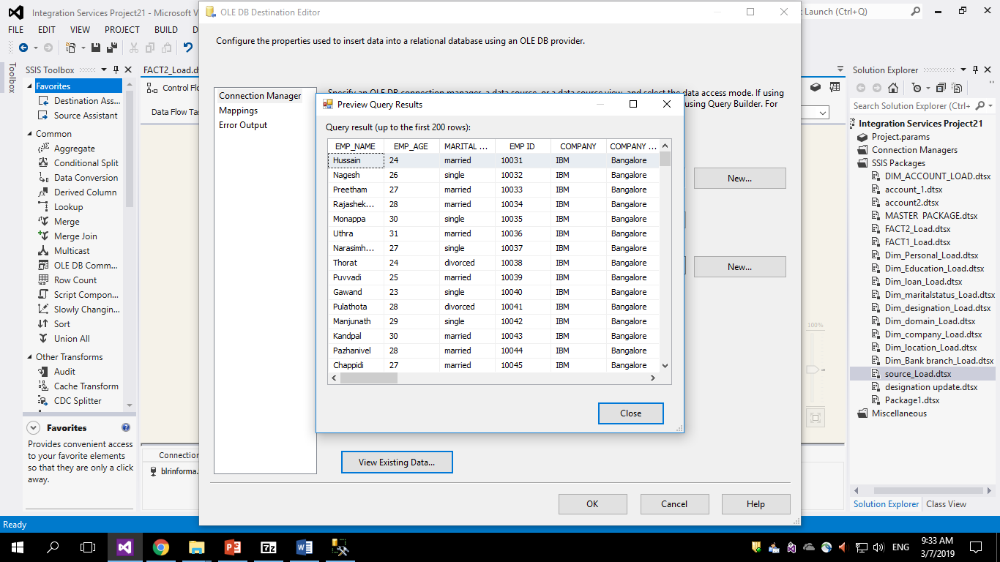 Integration Services Project21 - Microsoft V
OLE DB Destination Editor
Launch (Ctrl+Q)
FILE EDIT VIEW PROJECT BUILD D
Configure the properties used to insert data into a relational database using an OLE DB provider.
Toolbox
SSIS Toolbox
Favorites
Destination Ass...
Source Assistant
Common
Aggregate
Conditional Split
Data Conversion
Derived Column
Lookup
Merge
Merge Join
Multicast
OLE DB Comm...
Row Count
Script Compon...
Slowly Changin...
Sort
Union All
Other Transforms
Audit
Cache Transform
CDC Splitter
Favorites
Provides convenient access
to your favorite elements
so that they are only a click
away.
FACT2_Load.d
Control Flo
Data Flow Tas
Connection
blrinforma.
Connection Manager
Mappings
Error Output
Specify an OLE DB connection manager, a data source, or a data source view, and select the data access mode. If using
using Query Builder. For
New...
New...
Preview Query Results
Query result (up to the first 200 rows):
EMP_NAME EMP_AGE MARITAL ... EMP ID COMPANY COMPANY ...
Hussain 24 married 10031 IBM Bangalore
Nagesh 26 single 10032 IBM Bangalore
Preetham 27 married 10033 IBM Bangalore
Rajashek... 28 married 10034 IBM Bangalore
Monappa 30 single 10035 IBM Bangalore
Uthra 31 married 10036 IBM Bangalore
Narasimh... 27 single 10037 IBM Bangalore
Thorat 24 divorced 10038 IBM Bangalore
Puvvadi 25 married 10039 IBM Bangalore
Gawand 23 single 10040 IBM Bangalore
Pulathota 28 divorced 10041 IBM Bangalore
Manjunath 29 single 10042 IBM Bangalore
Kandpal 30 married 10043 IBM Bangalore
Pazhanivel 28 married 10044 IBM Bangalore
Chappidi 27 married 10045 IBM Bangalore
Close
View Existing Data...
OK Cancel Help
100%
Solution Explorer
Search Solution Explorer (Ctrl+
Integration Services Project21
Project.params
Connection Managers
SSIS Packages
DIM_ACCOUNT_LOAD.dtsx
account_1.dtsx
account2.dtsx
MASTER PACKAGE.dtsx
FACT2_Load.dtsx
FACT1_Load.dtsx
Dim_Personal_Load.dtsx
Dim_Education_Load.dtsx
Dim_loan_Load.dtsx
Dim_maritalstatus_Load.dtsx
Dim_designation_Load.dtsx
Dim_domain_Load.dtsx
Dim_company_Load.dtsx
Dim_location_Load.dtsx
Dim_Bank branch_Load.dtsx
source_Load.dtsx
designation update.dtsx
Package1.dtsx
Miscellaneous
Solution Explorer Class View
Ready
ENG
9:33 AM
3/7/2019